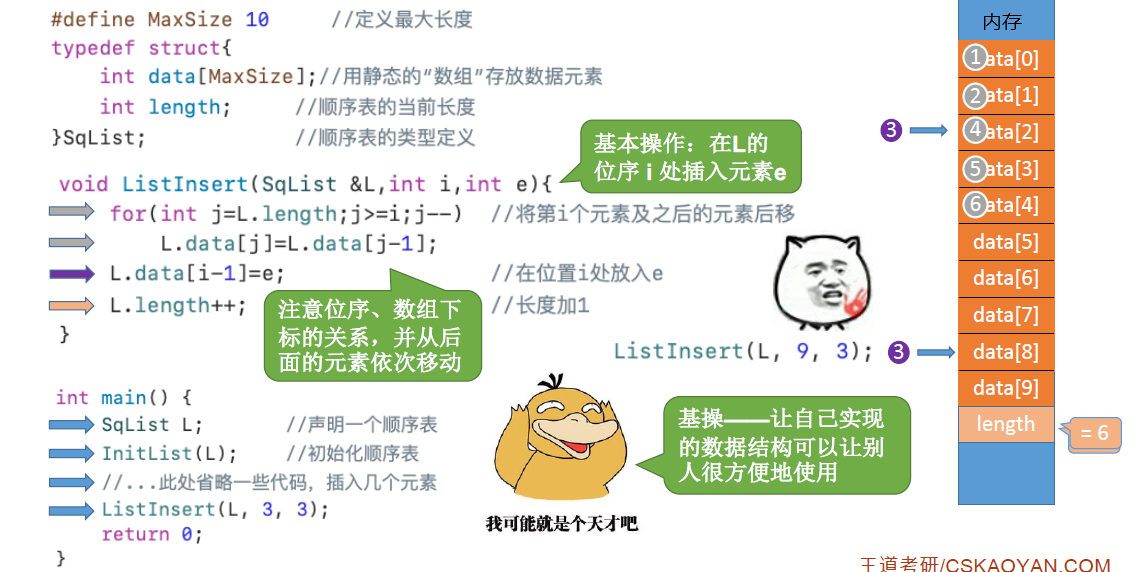 #define MaxSize 10 //定义最大长度
typedef struct{
int data[MaxSize];//用静态的“数组”存放数据元素
int length; //顺序表的当前长度
}SqList; //顺序表的类型定义
基本操作：在L的
位序 i 处插入元素e
void ListInsert(SqList &L,int i,int e){
for(int j=L.length;j>=i;j--) //将第i个元素及之后的元素后移
L.data[j]=L.data[j-1];
L.data[i-1]=e; //在位置i处放入e
L.length++; //长度加1
}
注意位序、数组下
标的关系，并从后
面的元素依次移动
ListInsert(L, 9, 3); 3
int main() {
SqList L; //声明一个顺序表
InitList(L); //初始化顺序表
//...此处省略一些代码，插入几个元素
ListInsert(L, 3, 3);
return 0;
}
基操——让自己实现
的数据结构可以让别
人很方便地使用
我可能就是个天才吧
内存
1 ata[0]
2 ata[1]
3 4 ata[2]
5 ata[3]
6 ata[4]
data[5]
data[6]
data[7]
data[8]
data[9]
length
= 6
王道考研/CSKAOYAN.COM